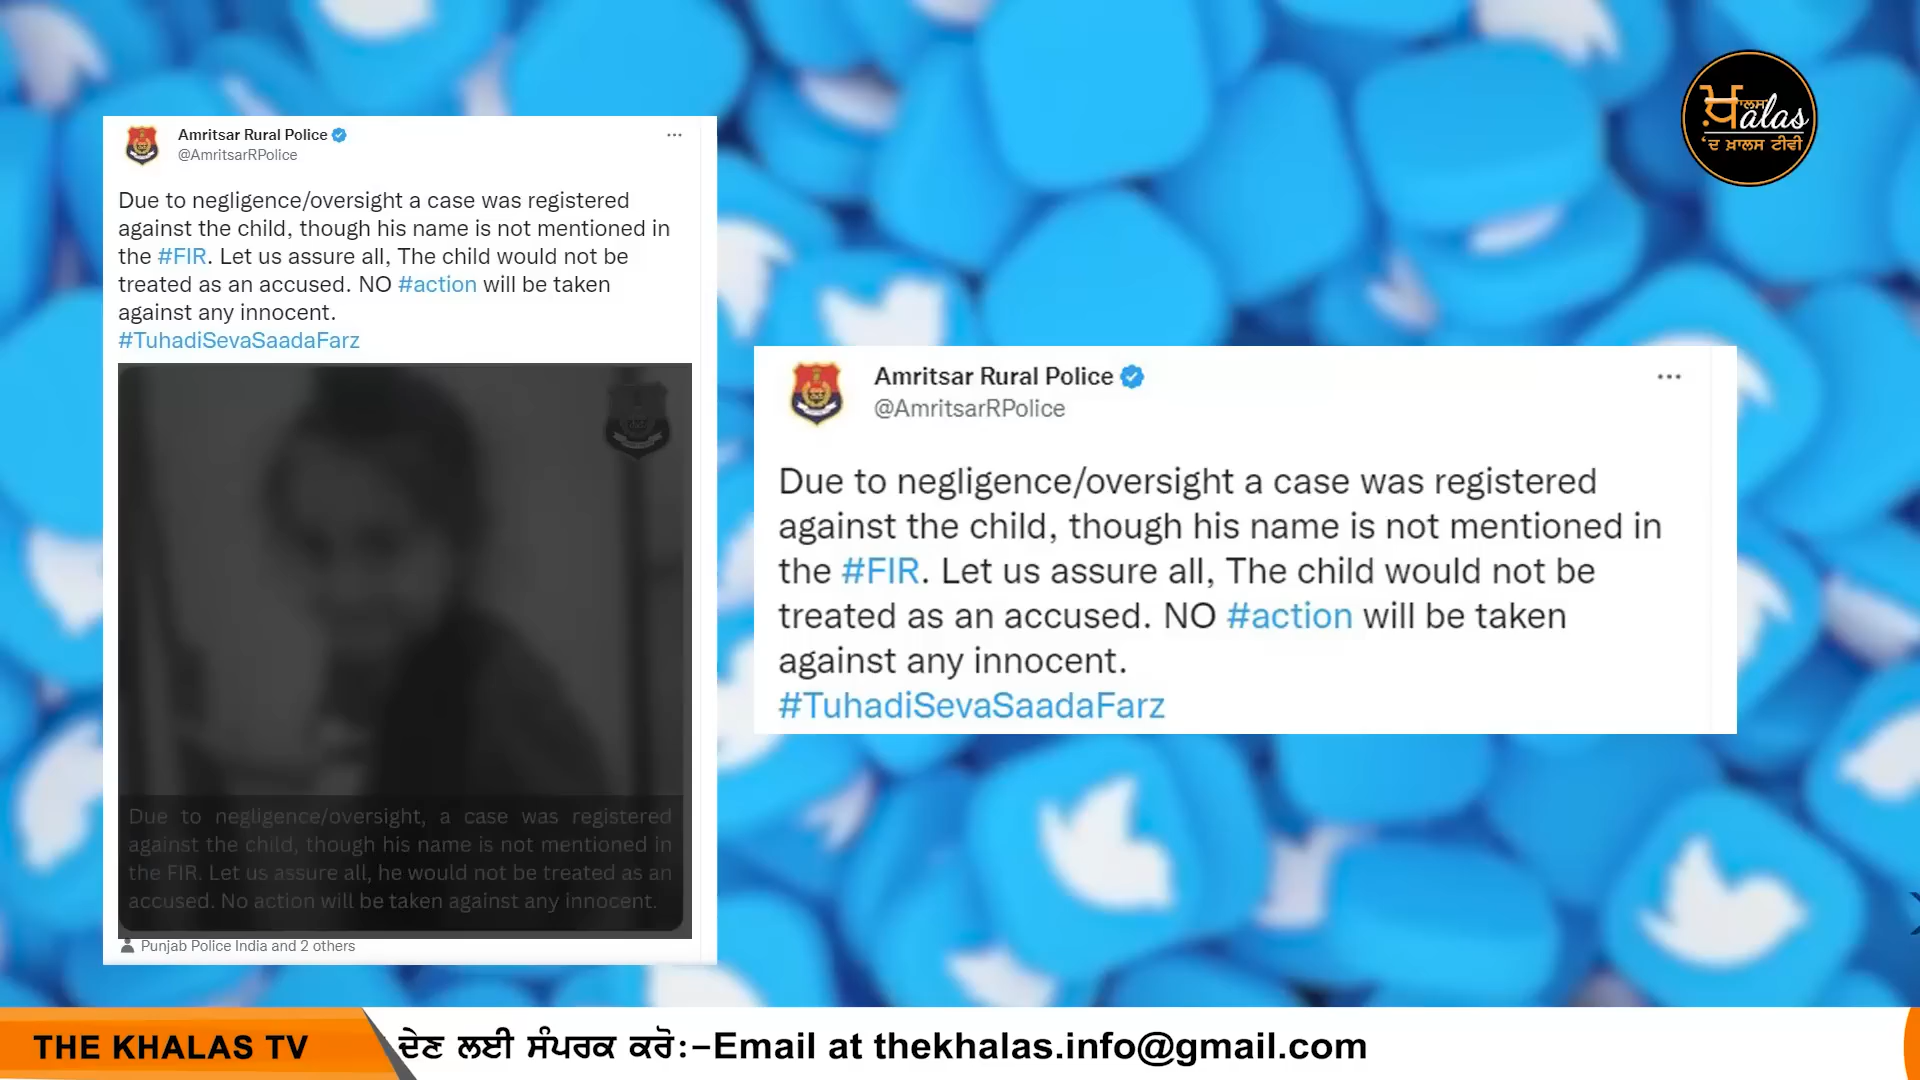 Amritsar Rural Police
@AmritsarRPolice
Due to negligence/oversight a case was registered
against the child, though his name is not mentioned in
the #FIR. Let us assure all, The child would not be
treated as an accused. NO #action will be taken
against any innocent.
#TuhadiSevaSaadaFarz
Due to negligence/oversight, a case was registered
against the child, though his name is not mentioned in
the FIR. Let us assure all, he would not be treated as an
accused. No action will be taken against any innocent.
Punjab Police India and 2 others
Amritsar Rural Police
@AmritsarRPolice
Due to negligence/oversight a case was registered
against the child, though his name is not mentioned in
the #FIR. Let us assure all, The child would not be
treated as an accused. NO #action will be taken
against any innocent.
#TuhadiSevaSaadaFarz
ਖ਼ਾਲਸ
Khalas
'ਦ ਖ਼ਾਲਸ ਟੀਵੀ
THE KHALAS TV
ਦੇਣ ਲਈ ਸੰਪਰਕ ਕਰੋ:-Email at thekhalas.info@gmail.com